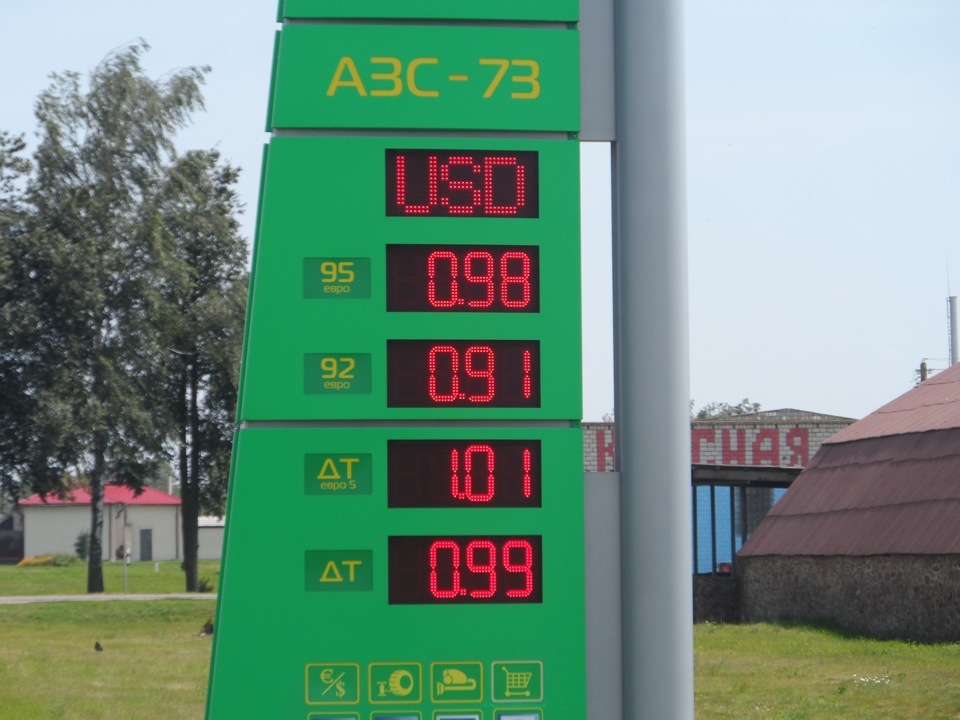 АЗС-73
USD
95 0.98
евро
92 0.91
евро
ДТ 1.01
евро 5
ДТ 0.99
€/$